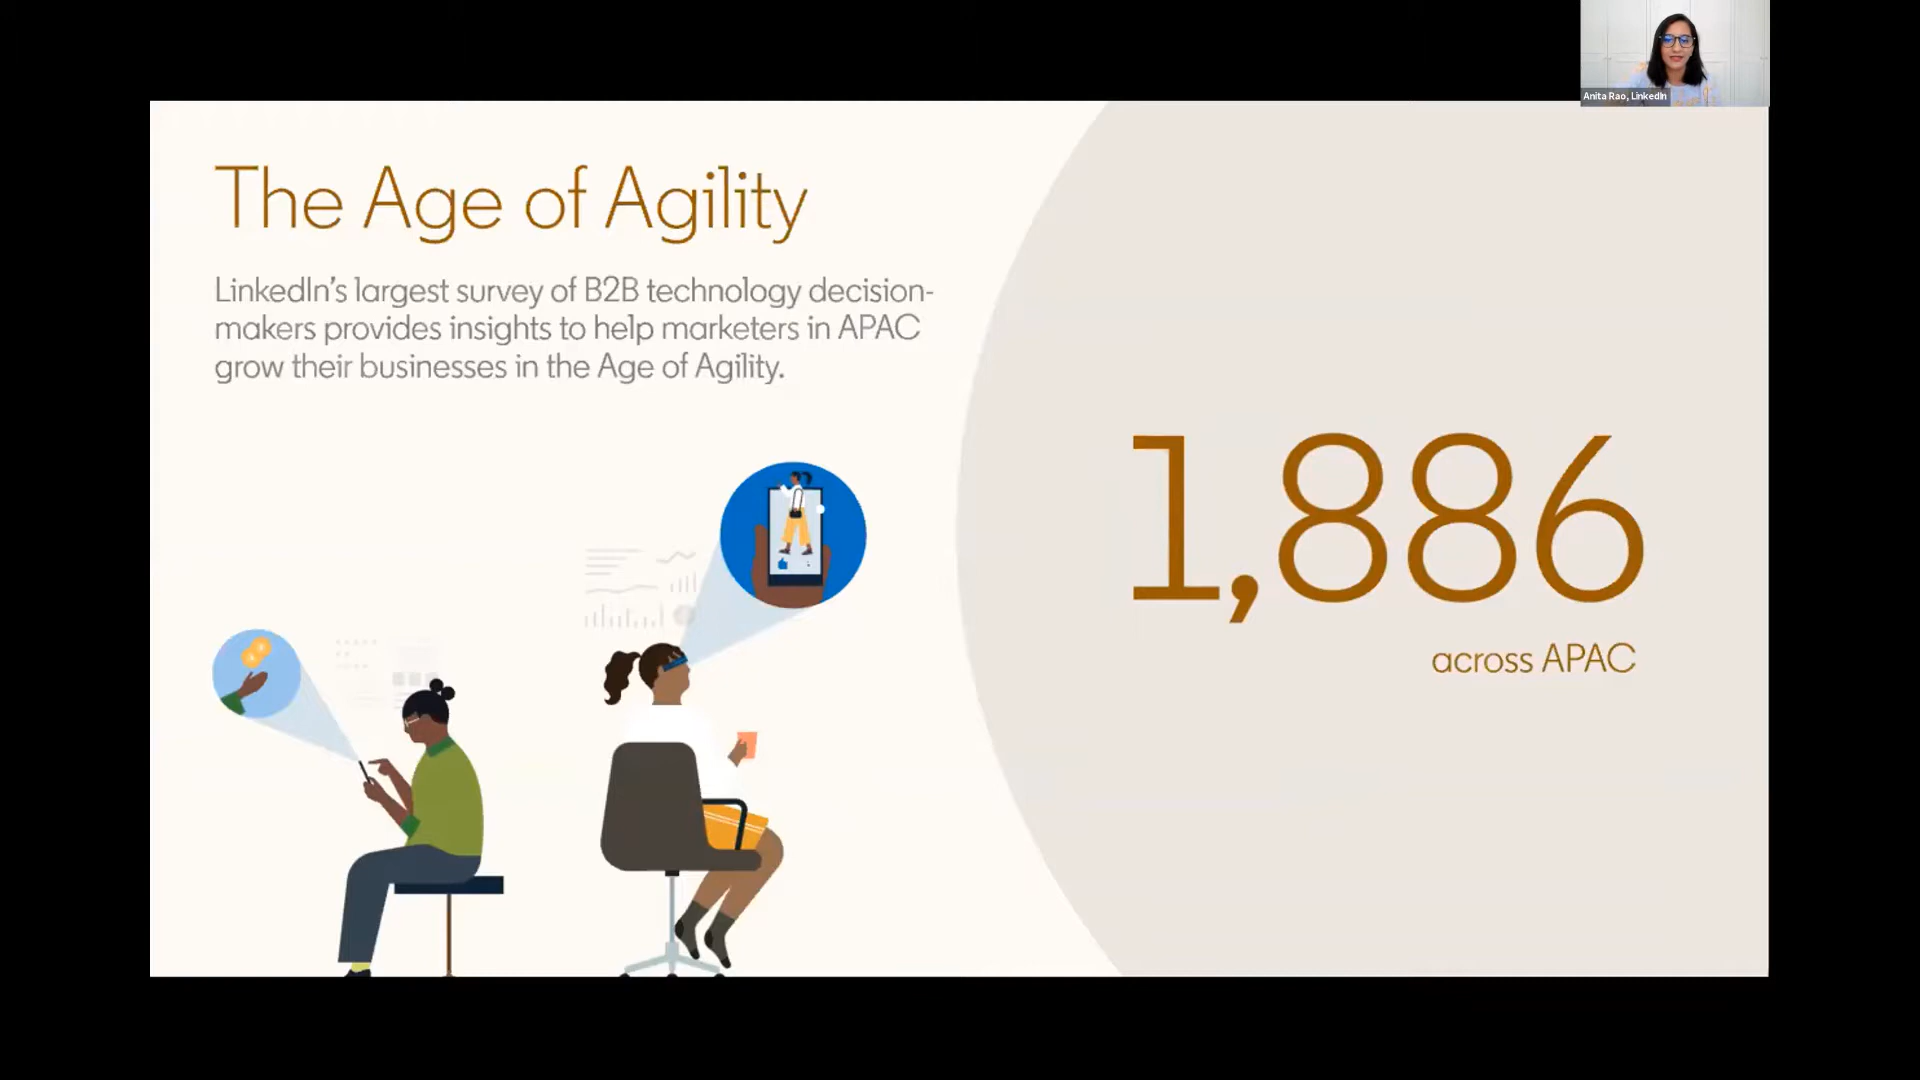 Anita Rao, LinkedIn
The Age of Agility
LinkedIn's largest survey of B2B technology decision-
makers provides insights to help marketers in APAC
grow their businesses in the Age of Agility.
1,886
across APAC